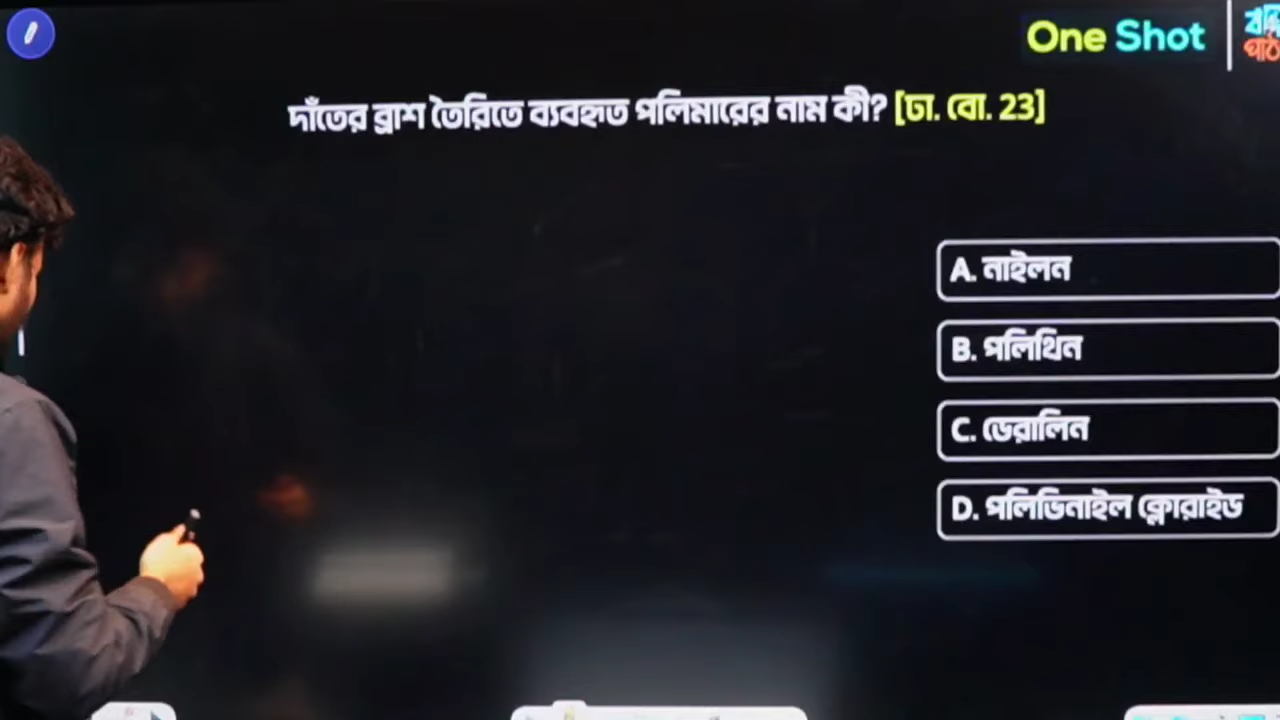 One Shot
দাঁতের ব্রাশ তৈরিতে ব্যবহৃত পলিমারের নাম কী? [ঢা. বো. 23]
A. নাইলন
B. পলিথিন
C. ডেরালিন
D. পলিভিনাইল ক্লোরাইড